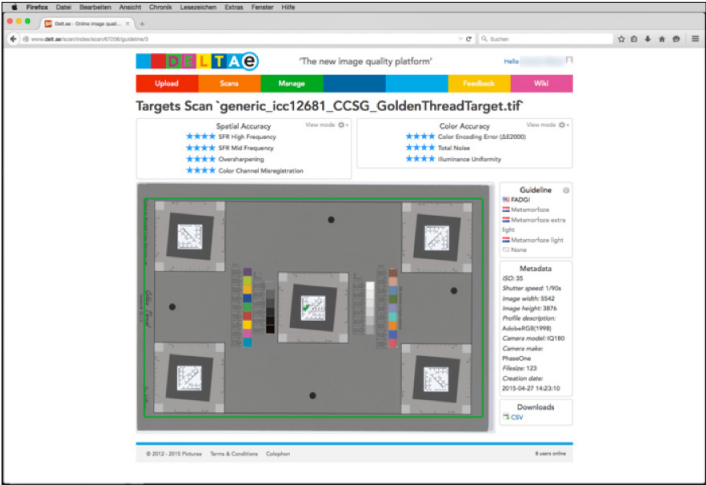 Firefox Datei Bearbeiten Ansicht Chronik Lesezeichen Extras Fenster Hilfe
Delt.ae - Online image quali...
www.delt.ae/scan/index/scan/67206/guideline/3
Suchen
DELTAe
'The new image quality platform'
Hello
Upload Scans Manage Feedback Wiki
Targets Scan `generic_icc12681_CCSG_GoldenThreadTarget.tif`
Spatial Accuracy
View mode
SFR High Frequency
SFR Mid Frequency
Oversharpening
Color Channel Misregistration
Color Accuracy
View mode
Color Encoding Error (ΔE2000)
Total Noise
Illuminance Uniformity
Guideline
FADGI
Metamorfoze
Metamorfoze extra
light
Metamorfoze light
None
Metadata
ISO: 35
Shutter speed: 1/90s
Image width: 5542
Image height: 3876
Profile description:
AdobeRGB(1998)
Camera model: IQ180
Camera make:
PhaseOne
Filesize: 123
Creation date:
2015-04-27 14:23:10
Downloads
CSV
© 2012 - 2015 Picturae Terms & Conditions Colophon
8 users online